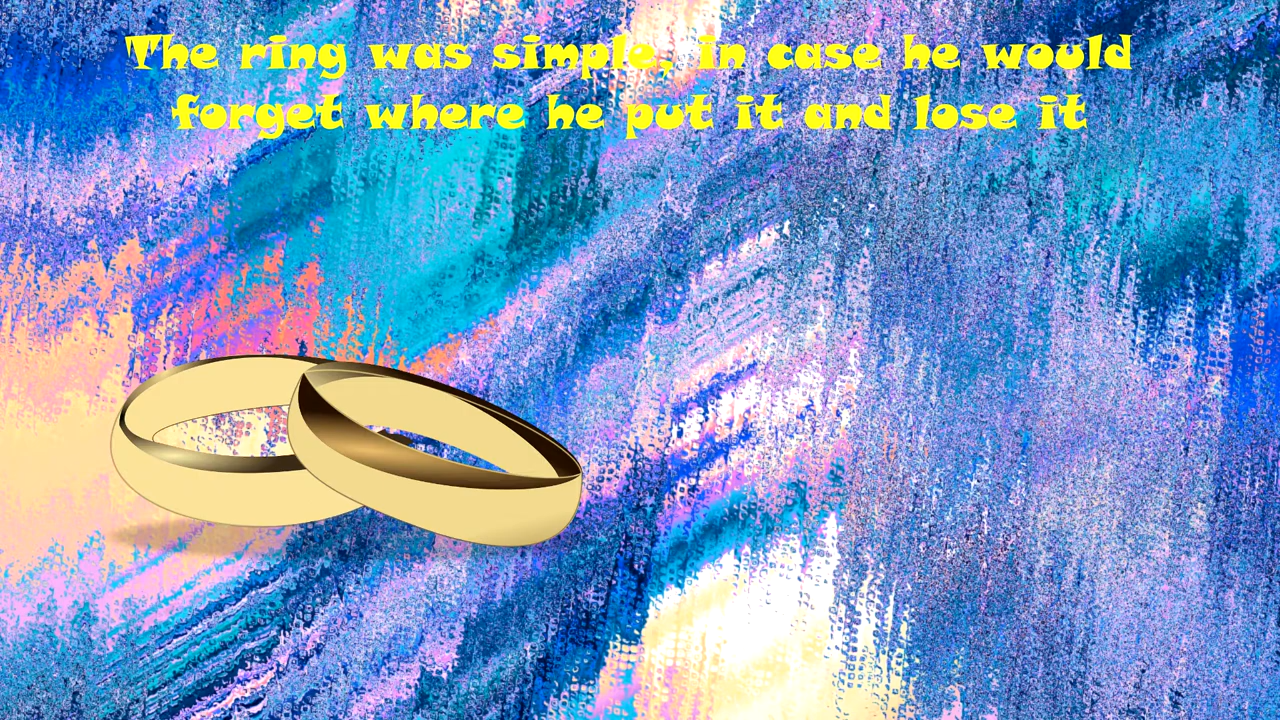 The ring was simple, in case he would
forget where he put it and lose it